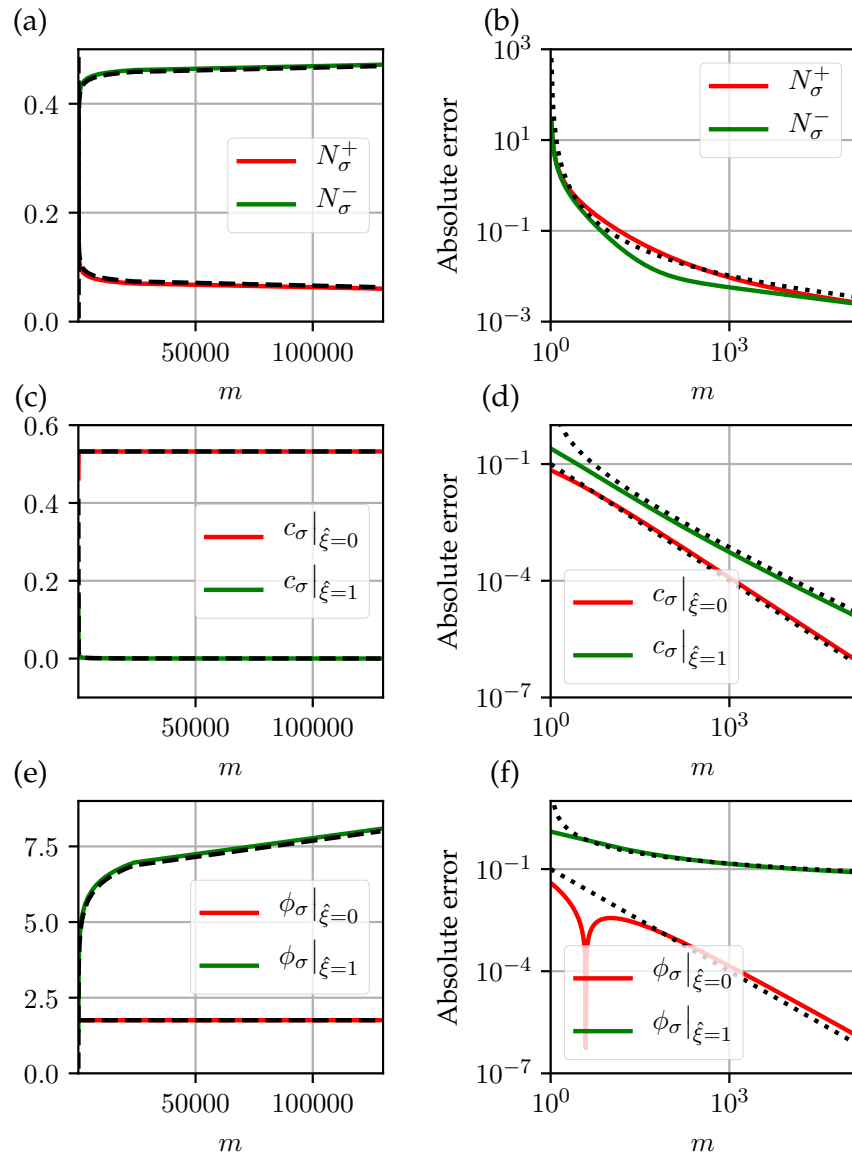 (a)
0.4
0.2
0.0
50000 100000
m
N_σ^+
N_σ^-
(b)
Absolute error
10^3
10^1
10^{-1}
10^{-3}
10^0 10^3
m
N_σ^+
N_σ^-
(c)
0.6
0.4
0.2
0.0
50000 100000
m
c_σ|_{ξ̂=0}
c_σ|_{ξ̂=1}
(d)
Absolute error
10^{-1}
10^{-4}
10^{-7}
10^0 10^3
m
c_σ|_{ξ̂=0}
c_σ|_{ξ̂=1}
(e)
7.5
5.0
2.5
0.0
50000 100000
m
ϕ_σ|_{ξ̂=0}
ϕ_σ|_{ξ̂=1}
(f)
Absolute error
10^{-1}
10^{-4}
10^{-7}
10^0 10^3
m
ϕ_σ|_{ξ̂=0}
ϕ_σ|_{ξ̂=1}